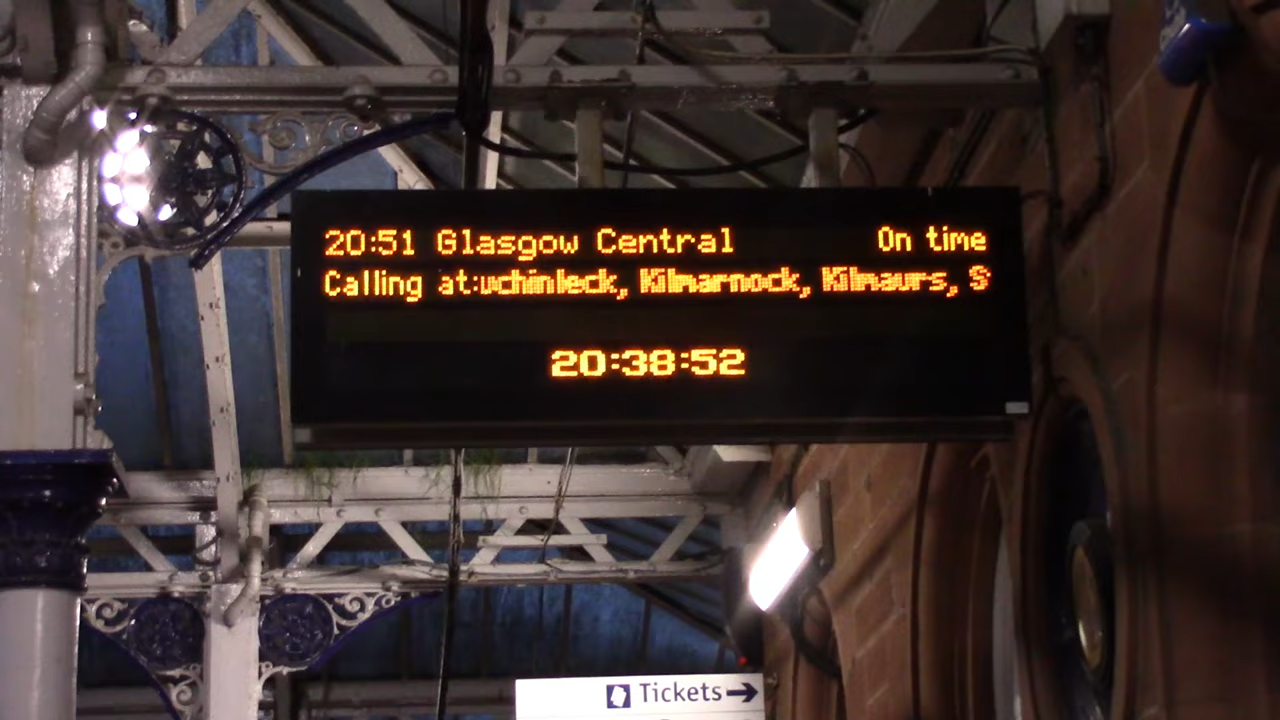 20:51 Glasgow Central On time
Calling at:uchinleck, Kilmarnock, Kilmaurs, S
20:38:52
Tickets →